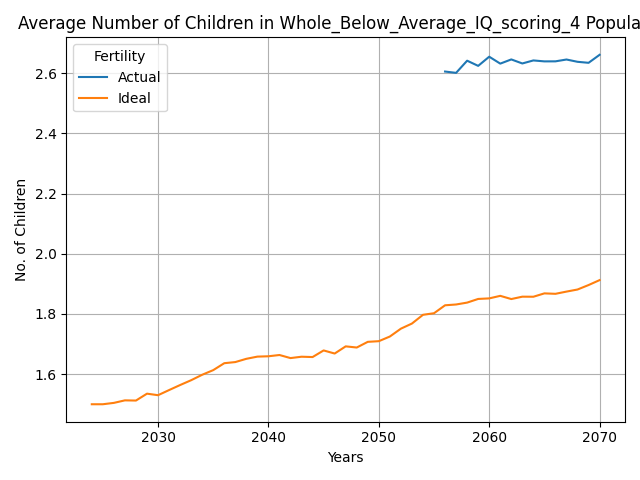 Average Number of Children in Whole_Below_Average_IQ_scoring_4 Popula
Fertility
Actual
Ideal
No. of Children
2.6
2.4
2.2
2.0
1.8
1.6
2030 2040 2050 2060 2070
Years